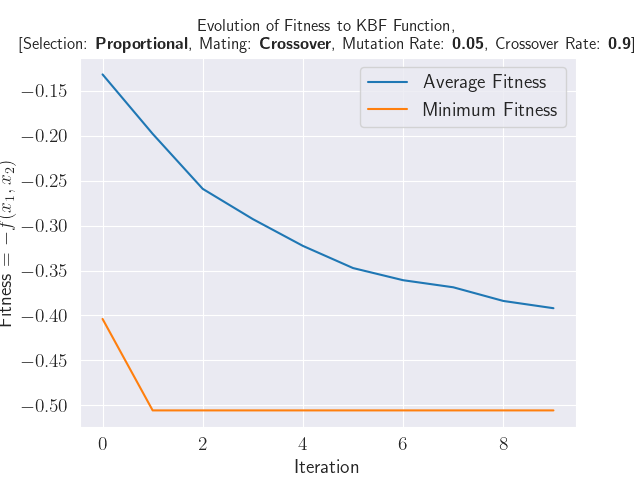 Evolution of Fitness to KBF Function,
[Selection: Proportional, Mating: Crossover, Mutation Rate: 0.05, Crossover Rate: 0.9]
Average Fitness
Minimum Fitness
−0.15
−0.20
−0.25
−0.30
−0.35
−0.40
−0.45
−0.50
Fitness = −f(x₁, x₂)
0 2 4 6 8
Iteration